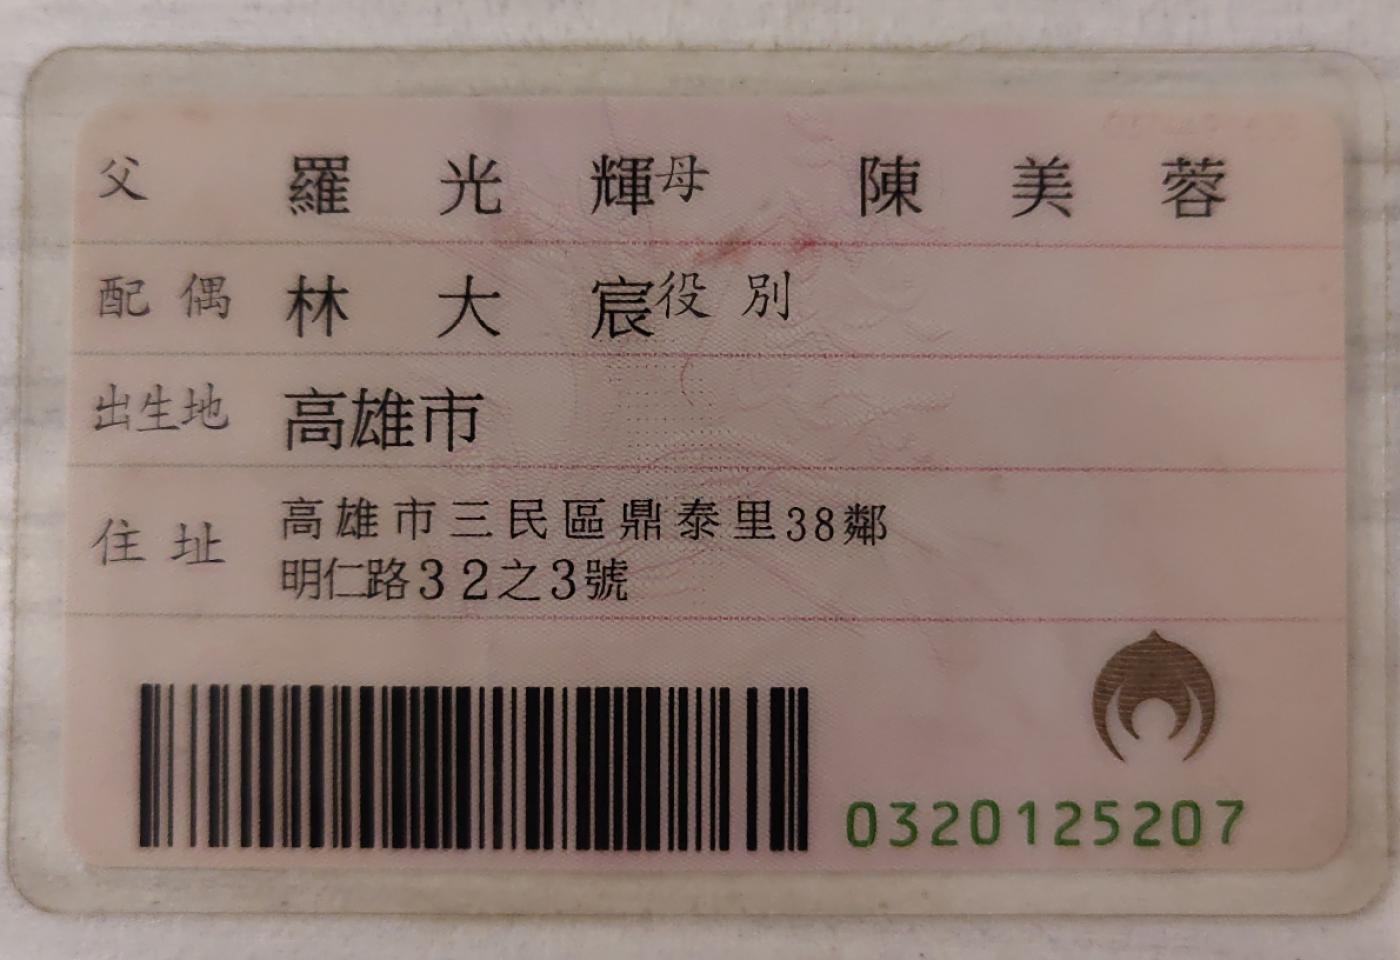 父 羅光輝 母 陳美蓉
配偶 林大宸 役別
出生地 高雄市
住址 高雄市三民區鼎泰里38鄰
明仁路32之3號
0320125207